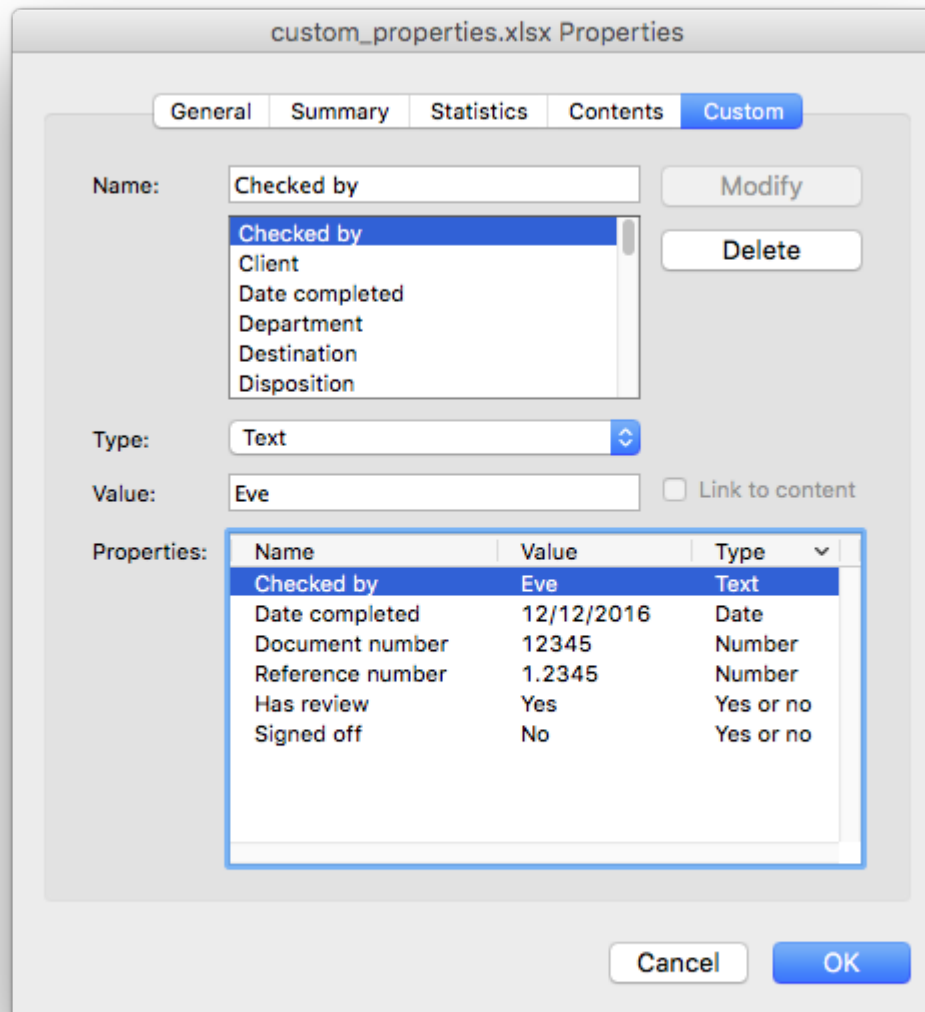 custom_properties.xlsx Properties
General Summary Statistics Contents Custom
Name: Checked by Modify
Checked by Delete
Client
Date completed
Department
Destination
Disposition
Type: Text
Value: Eve Link to content
Properties: Name Value Type
Checked by Eve Text
Date completed 12/12/2016 Date
Document number 12345 Number
Reference number 1.2345 Number
Has review Yes Yes or no
Signed off No Yes or no
Cancel OK